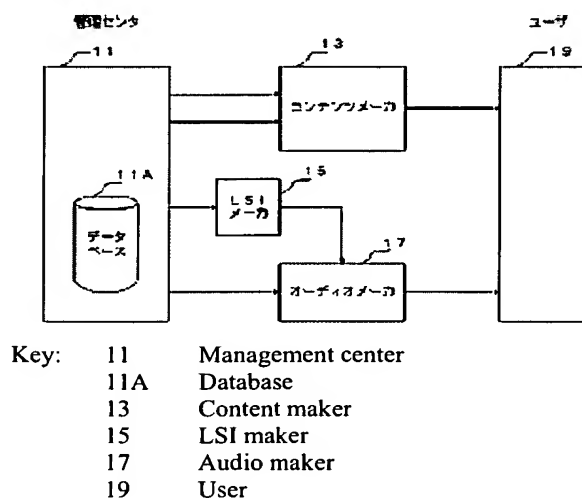 管理センタ
ユーザ
11
13
19
コンテンツメーカ
11A
15
データ
ベース
LSI
メーカ
17
オーディオメーカ
Key: 11 Management center
11A Database
13 Content maker
15 LSI maker
17 Audio maker
19 User